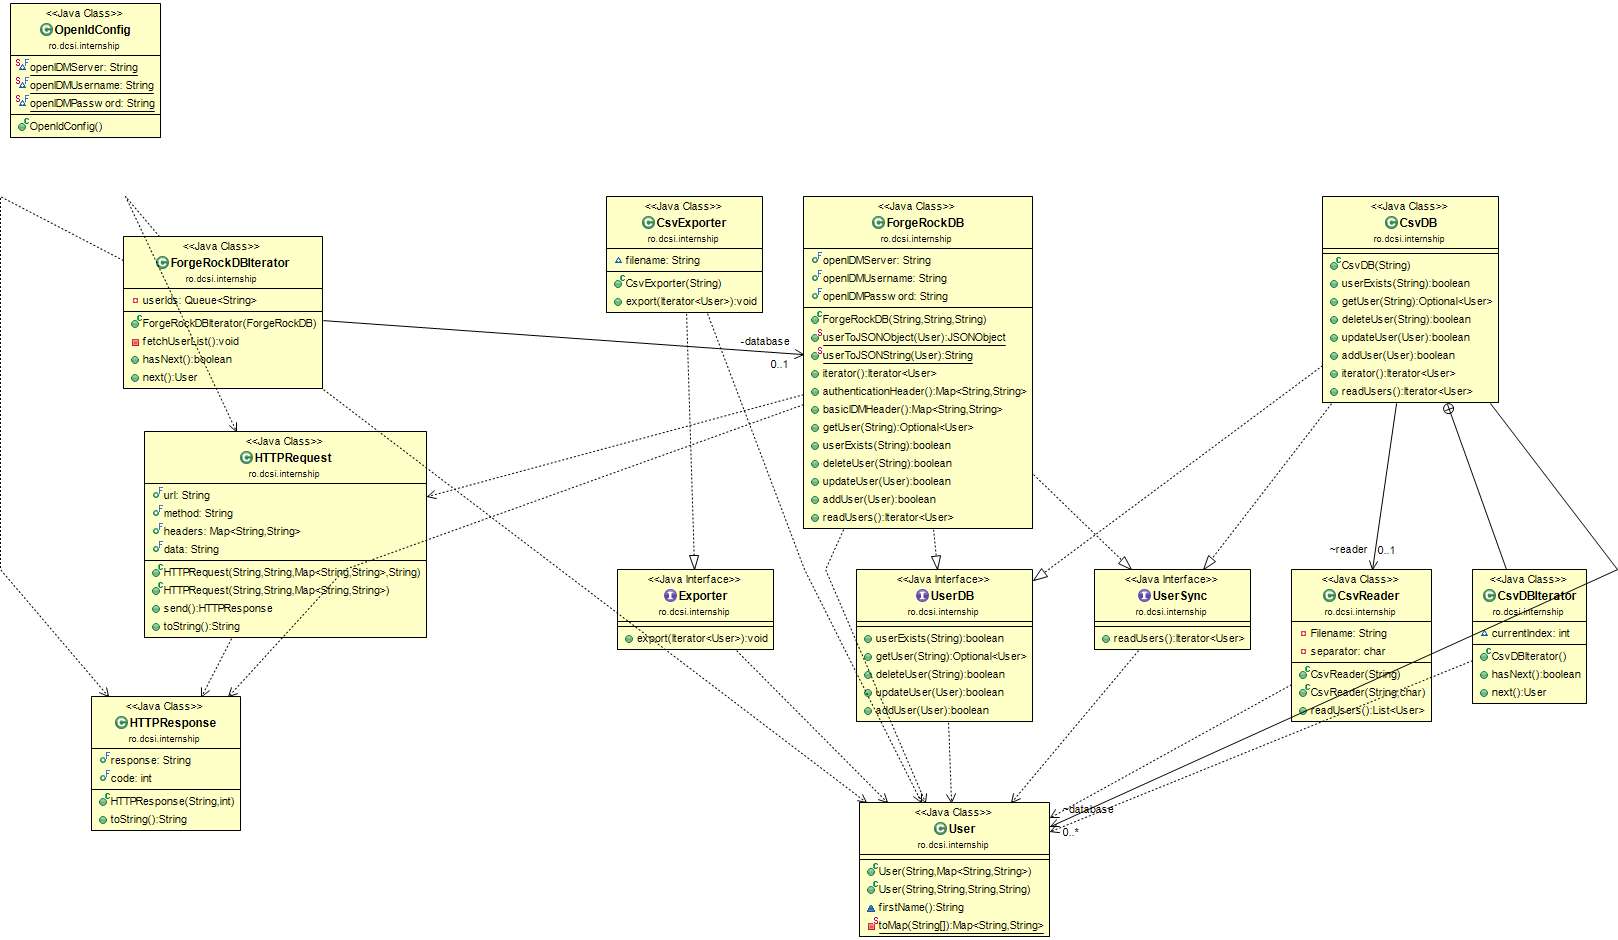 <<Java Class>>
OpenIdConfig
ro.dcsi.internship
openIDMServer: String
openIDMUsername: String
openIDMPassword: String
OpenIdConfig()
<<Java Class>>
ForgeRockDBIterator
ro.dcsi.internship
userIds: Queue<String>
ForgeRockDBIterator(ForgeRockDB)
fetchUserList():void
hasNext():boolean
next():User
<<Java Class>>
CsvExporter
ro.dcsi.internship
filename: String
CsvExporter(String)
export(Iterator<User>):void
-database
0..1
<<Java Class>>
ForgeRockDB
ro.dcsi.internship
openIDMServer: String
openIDMUsername: String
openIDMPassword: String
ForgeRockDB(String,String,String)
userToJSONObject(User):JSONObject
userToJSONString(User):String
iterator():Iterator<User>
authenticationHeader():Map<String,String>
basicIDMHeader():Map<String,String>
getUser(String):Optional<User>
userExists(String):boolean
deleteUser(String):boolean
updateUser(User):boolean
addUser(User):boolean
readUsers():Iterator<User>
<<Java Class>>
CsvDB
ro.dcsi.internship
CsvDB(String)
userExists(String):boolean
getUser(String):Optional<User>
deleteUser(String):boolean
updateUser(User):boolean
addUser(User):boolean
iterator():Iterator<User>
readUsers():Iterator<User>
<<Java Class>>
HTTPRequest
ro.dcsi.internship
url: String
method: String
headers: Map<String,String>
data: String
HTTPRequest(String,String,Map<String,String>,String)
HTTPRequest(String,String,Map<String,String>)
send():HTTPResponse
toString():String
<<Java Interface>>
Exporter
ro.dcsi.internship
export(Iterator<User>):void
<<Java Interface>>
UserDB
ro.dcsi.internship
userExists(String):boolean
getUser(String):Optional<User>
deleteUser(String):boolean
updateUser(User):boolean
addUser(User):boolean
<<Java Interface>>
UserSync
ro.dcsi.internship
readUsers():Iterator<User>
~reader
0..1
<<Java Class>>
CsvReader
ro.dcsi.internship
Filename: String
separator: char
CsvReader(String)
CsvReader(String,char)
readUsers():List<User>
<<Java Class>>
CsvDBIterator
ro.dcsi.internship
currentIndex: int
CsvDBIterator()
hasNext():boolean
next():User
<<Java Class>>
HTTPResponse
ro.dcsi.internship
response: String
code: int
HTTPResponse(String,int)
toString():String
~database
0..*
<<Java Class>>
User
ro.dcsi.internship
User(String,Map<String,String>)
User(String,String,String,String)
firstName():String
toMap(String[]):Map<String,String>